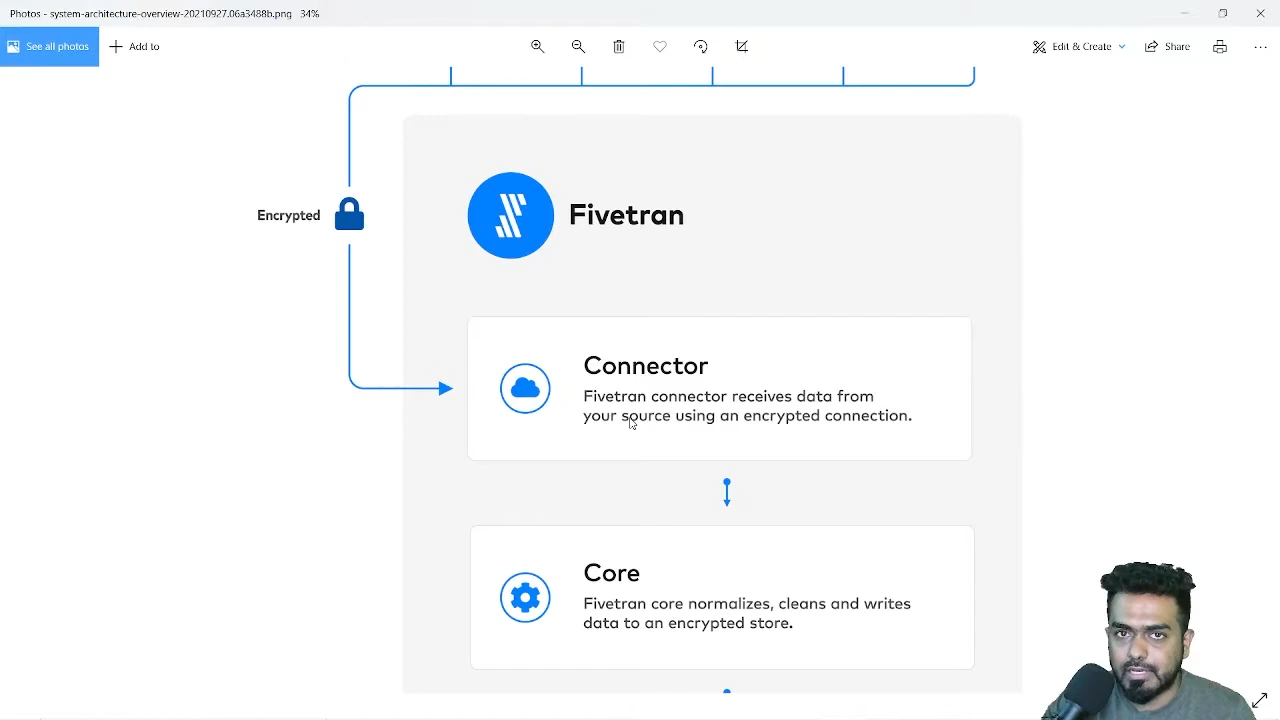 Photos - system-architecture-overview-20210927.06a3488b.png   34%
See all photos
Add to
Edit & Create
Share
Encrypted
Fivetran
Connector
Fivetran connector receives data from
your source using an encrypted connection.
Core
Fivetran core normalizes, cleans and writes
data to an encrypted store.